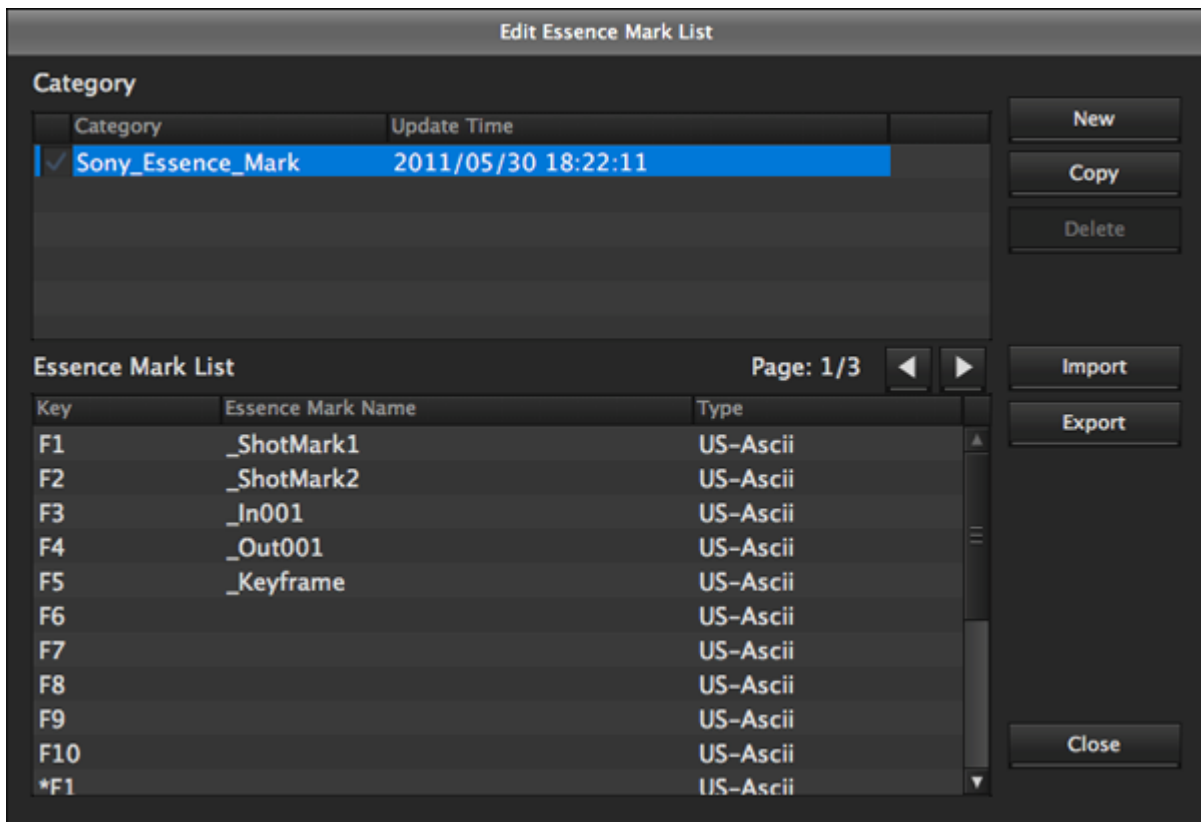 Edit Essence Mark List
Category
Category Update Time
Sony_Essence_Mark 2011/05/30 18:22:11
New
Copy
Delete
Essence Mark List Page: 1/3
Import
Export
Key Essence Mark Name Type
F1 _ShotMark1 US-Ascii
F2 _ShotMark2 US-Ascii
F3 _In001 US-Ascii
F4 _Out001 US-Ascii
F5 _Keyframe US-Ascii
F6 US-Ascii
F7 US-Ascii
F8 US-Ascii
F9 US-Ascii
F10 US-Ascii
*F1 US-Ascii
Close